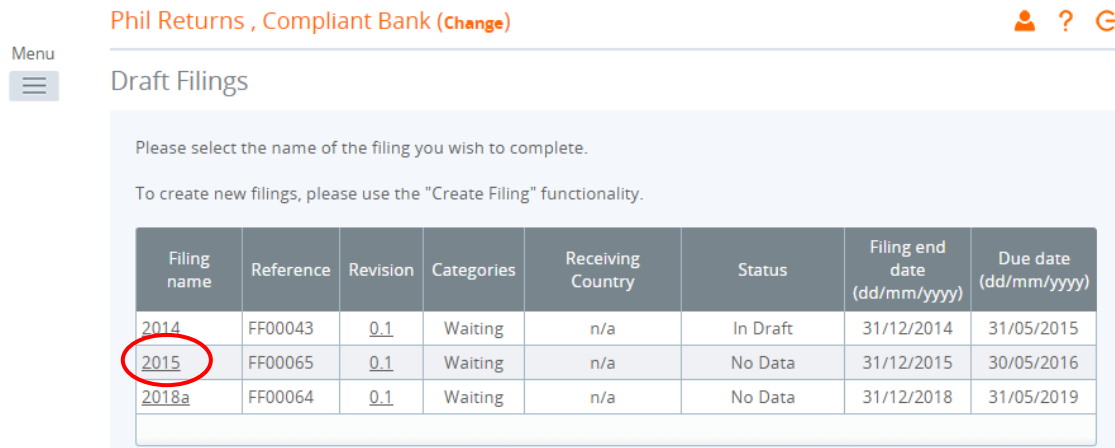 Phil Returns , Compliant Bank (Change)
?
Menu
Draft Filings
Please select the name of the filing you wish to complete.
To create new filings, please use the "Create Filing" functionality.
Filing name Reference Revision Categories Receiving Country Status Filing end date (dd/mm/yyyy) Due date (dd/mm/yyyy)
2014 FF00043 0.1 Waiting n/a In Draft 31/12/2014 31/05/2015
2015 FF00065 0.1 Waiting n/a No Data 31/12/2015 30/05/2016
2018a FF00064 0.1 Waiting n/a No Data 31/12/2018 31/05/2019